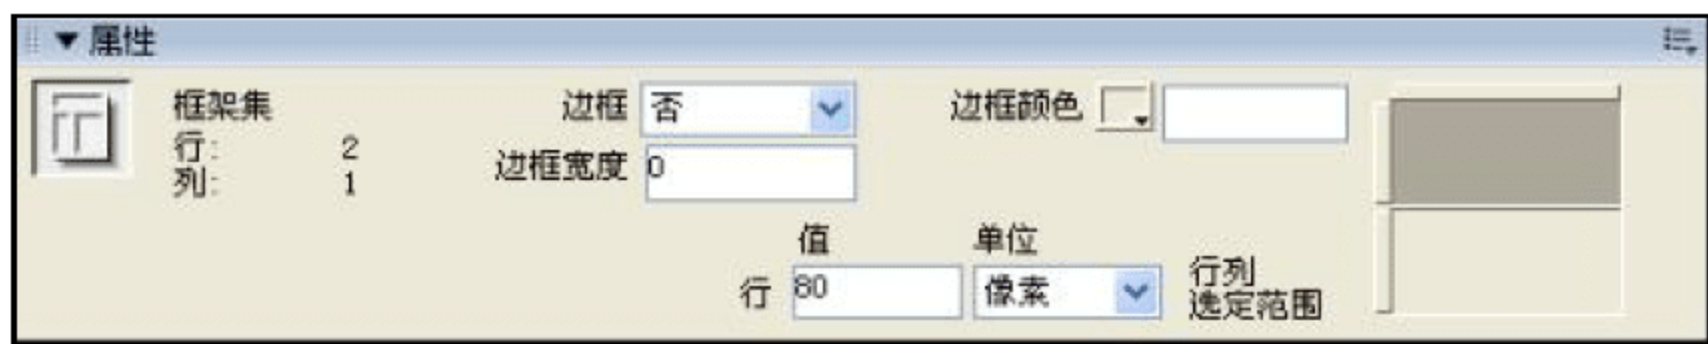 属性
框架集
行: 2
列: 1
边框 否
边框宽度 0
边框颜色
值 单位
行 80 像素
行列
选定范围